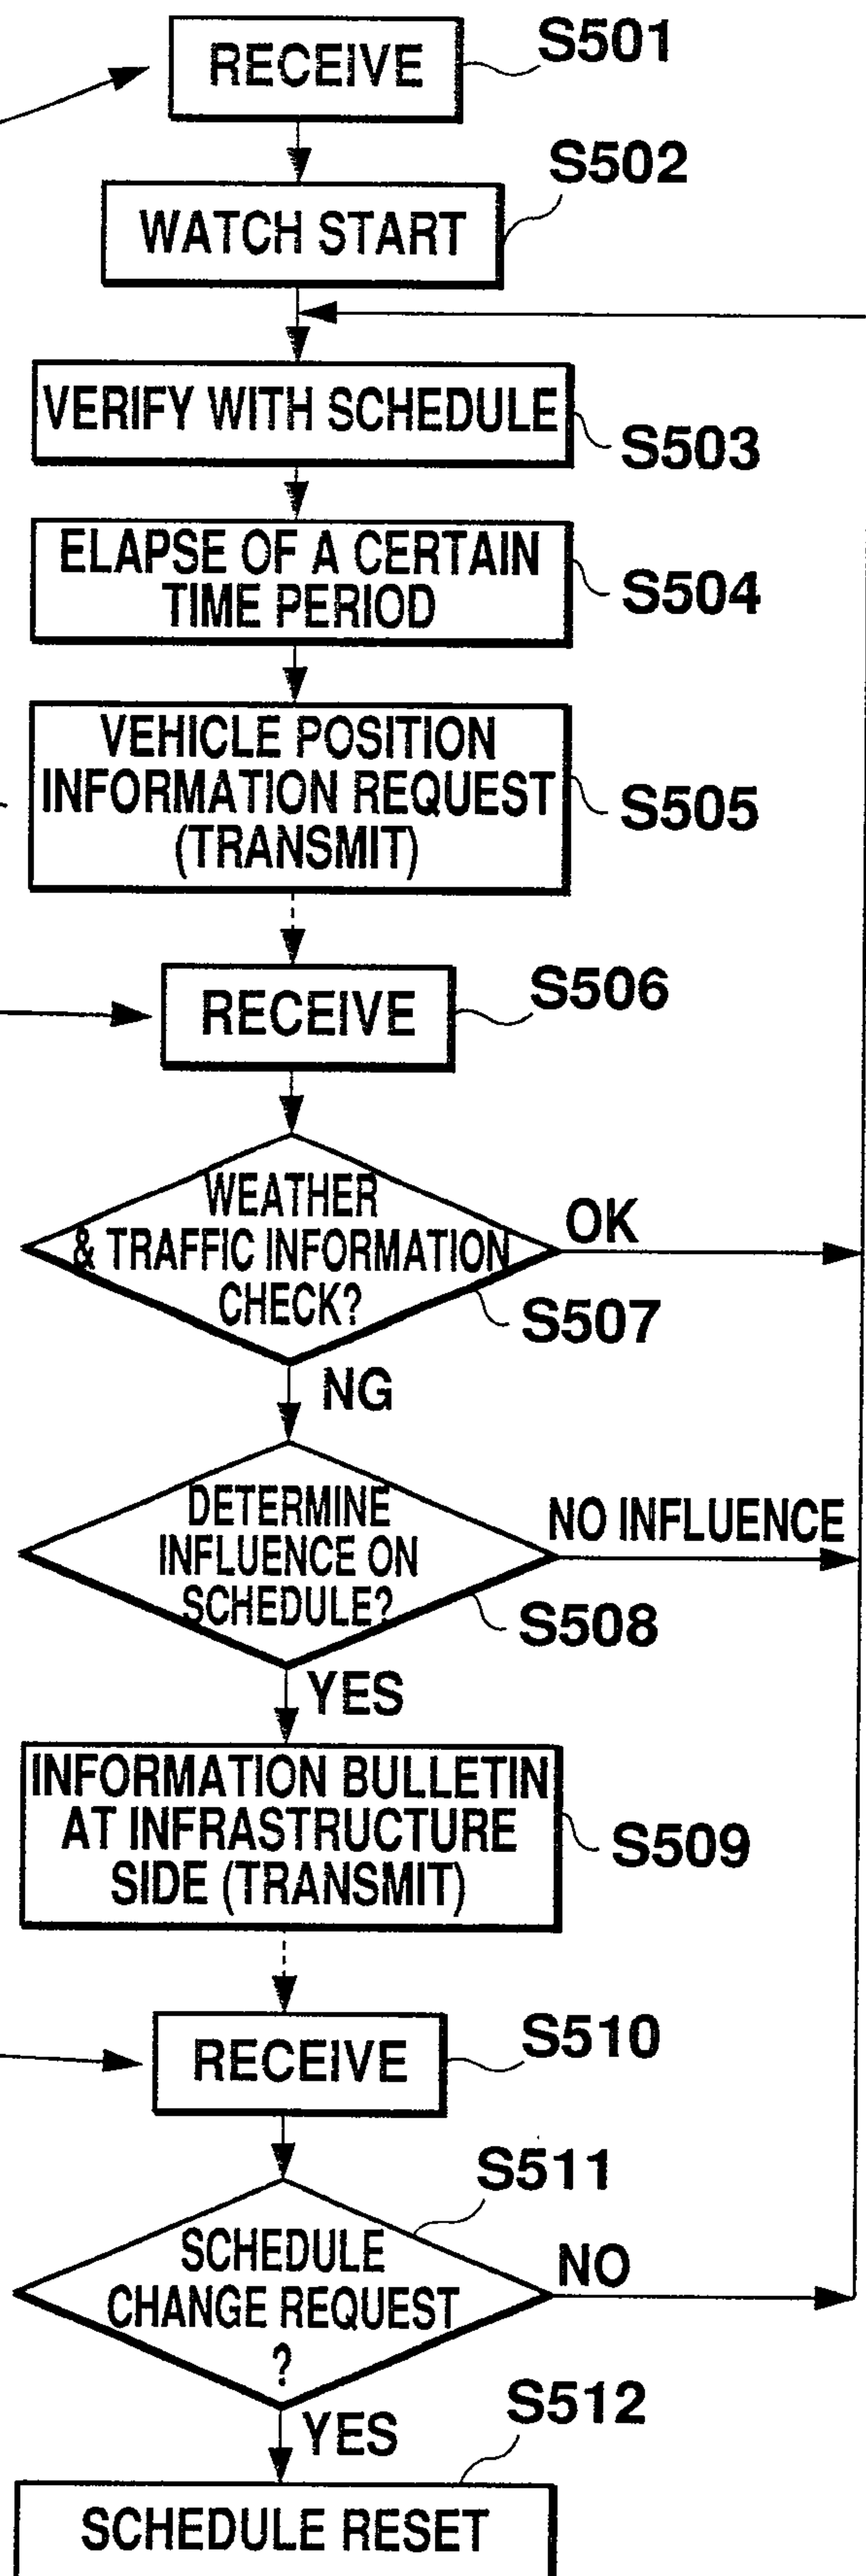 RECEIVE
S501
WATCH START
S502
VERIFY WITH SCHEDULE
S503
ELAPSE OF A CERTAIN
TIME PERIOD
S504
VEHICLE POSITION
INFORMATION REQUEST
(TRANSMIT)
S505
RECEIVE
S506
WEATHER
& TRAFFIC INFORMATION
CHECK?
OK
S507
NG
DETERMINE
INFLUENCE ON
SCHEDULE?
NO INFLUENCE
S508
YES
INFORMATION BULLETIN
AT INFRASTRUCTURE
SIDE (TRANSMIT)
S509
RECEIVE
S510
S511
SCHEDULE
CHANGE REQUEST
?
NO
YES
S512
SCHEDULE RESET